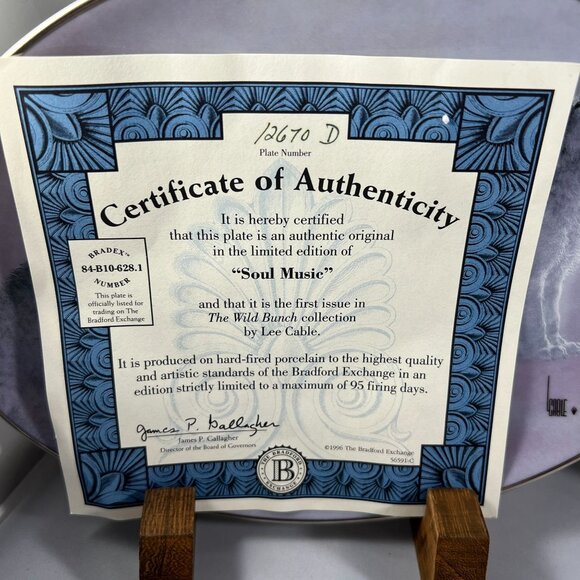 12670 D
Plate Number
Certificate of Authenticity
It is hereby certified
that this plate is an authentic original
in the limited edition of
“Soul Music”
and that it is the first issue in
The Wild Bunch collection
by Lee Cable.
It is produced on hard-fired porcelain to the highest quality
and artistic standards of the Bradford Exchange in an
edition strictly limited to a maximum of 95 firing days.
BRADEX™
84-B10-628.1
NUMBER
This plate is
officially listed for
trading on The
Bradford Exchange
James P. Gallagher
James P. Gallagher
Director of the Board of Governors
©1996 The Bradford Exchange
56591-C
THE BRADFORD
B
EXCHANGE
LCABLE